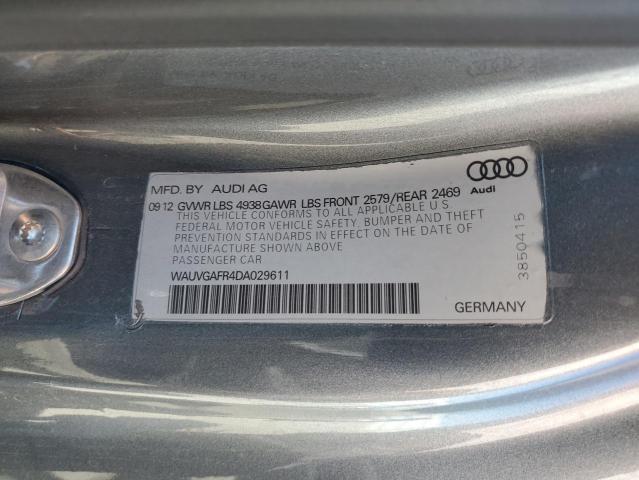 MFD. BY AUDI AG
Audi
09 12 GVWR LBS 4938 GAWR LBS FRONT 2579/REAR 2469
THIS VEHICLE CONFORMS TO ALL APPLICABLE U.S.
FEDERAL MOTOR VEHICLE SAFETY, BUMPER AND THEFT
PREVENTION STANDARDS IN EFFECT ON THE DATE OF
MANUFACTURE SHOWN ABOVE
PASSENGER CAR
WAUVGAFR4DA029611
3850415
GERMANY